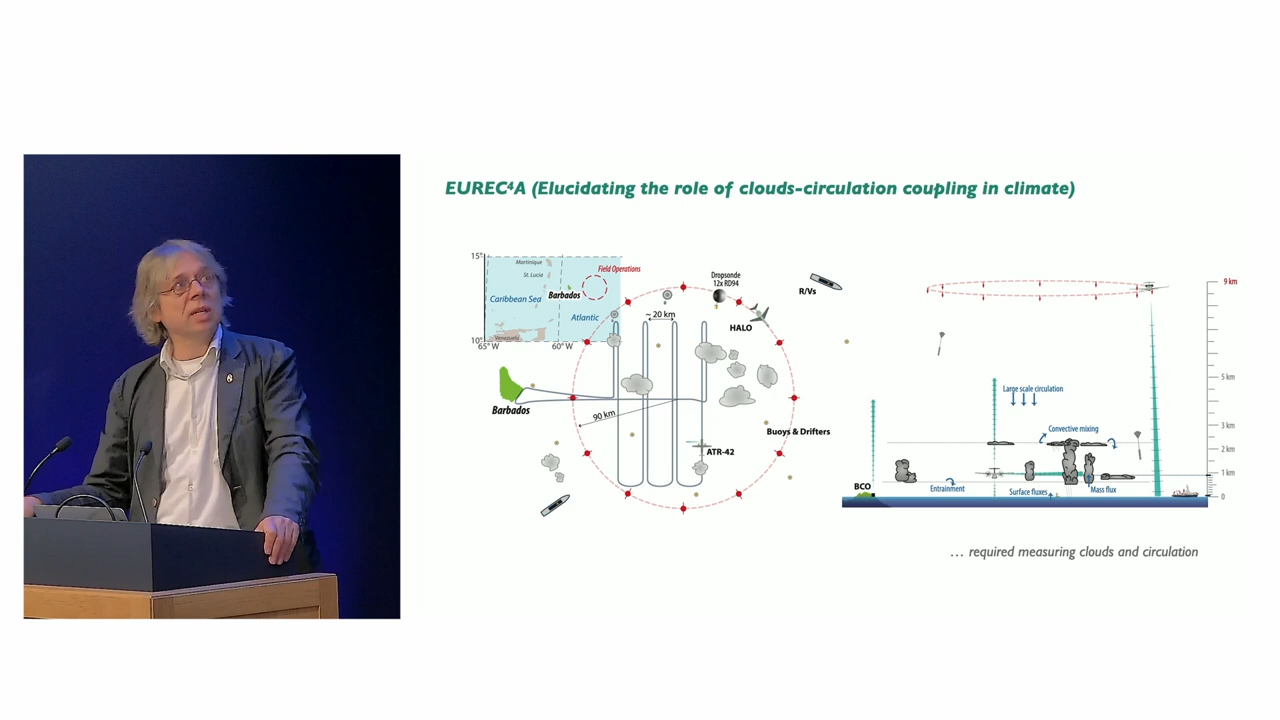 EUREC⁴A (Elucidating the role of clouds-circulation coupling in climate)
15°
Martinique
St. Lucie
Field Operations
Barbados
Caribbean Sea
Atlantic
Venezuela
10°
65° W
60° W
Dropsonde
12x RD94
R/Vs
~ 20 km
HALO
Barbados
90 km
Buoys & Drifters
ATR-42
9 km
5 km
Large scale circulation
3 km
Convective mixing
2 km
1 km
BCO
Entrainment
Surface fluxes
Mass flux
0
... required measuring clouds and circulation